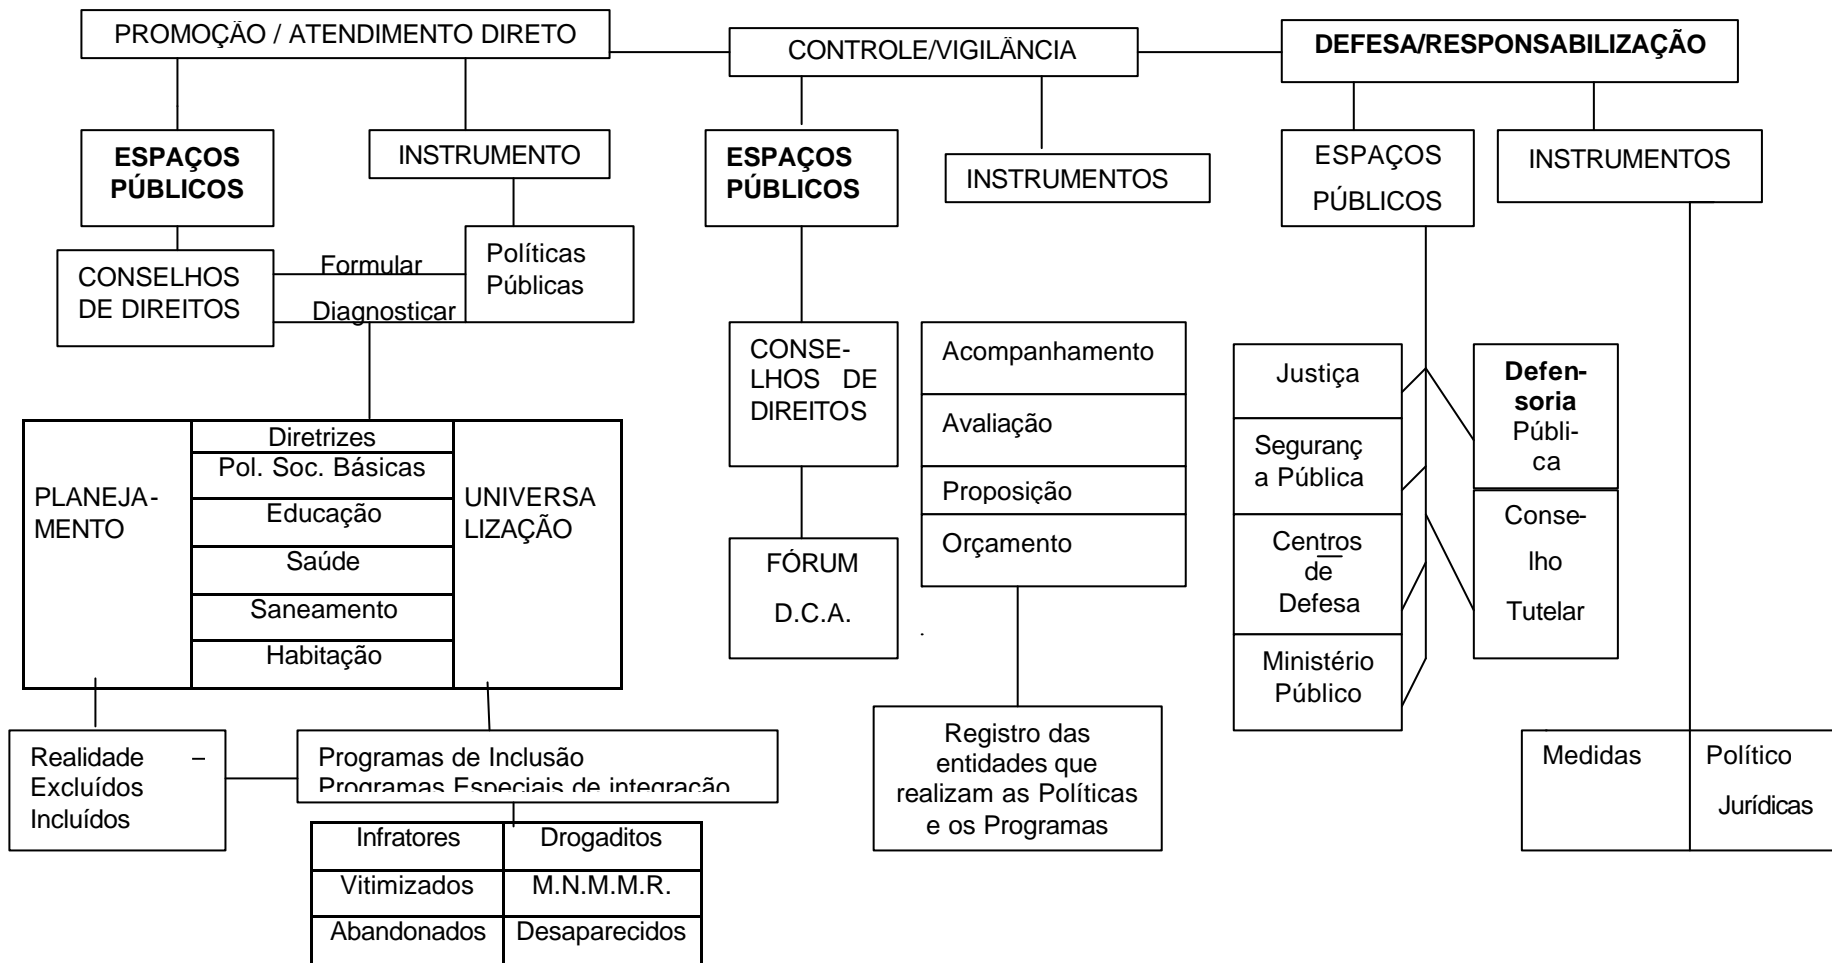 PROMOÇÃO / ATENDIMENTO DIRETO
CONTROLE/VIGILÂNCIA
DEFESA/RESPONSABILIZAÇÃO
ESPAÇOS
PÚBLICOS
INSTRUMENTO
ESPAÇOS
PÚBLICOS
INSTRUMENTOS
ESPAÇOS
PÚBLICOS
INSTRUMENTOS
CONSELHOS
DE DIREITOS
Formular
Diagnosticar
Políticas
Públicas
CONSE-
LHOS DE
DIREITOS
FÓRUM
D.C.A.
Acompanhamento
Avaliação
Proposição
Orçamento
Registro das
entidades que
realizam as Políticas
e os Programas
Justiça
Seguranç
a Pública
Centros
de
Defesa
Ministério
Público
Defen-
soria
Públi-
ca
Conse-
lho
Tutelar
Medidas
Político
Jurídicas
PLANEJA-
MENTO
Diretrizes
Pol. Soc. Básicas
Educação
Saúde
Saneamento
Habitação
UNIVERSA
LIZAÇÃO
Realidade –
Excluídos
Incluídos
Programas de Inclusão
Programas Especiais de integração
Infratores
Drogaditos
Vitimizados
M.N.M.M.R.
Abandonados
Desaparecidos